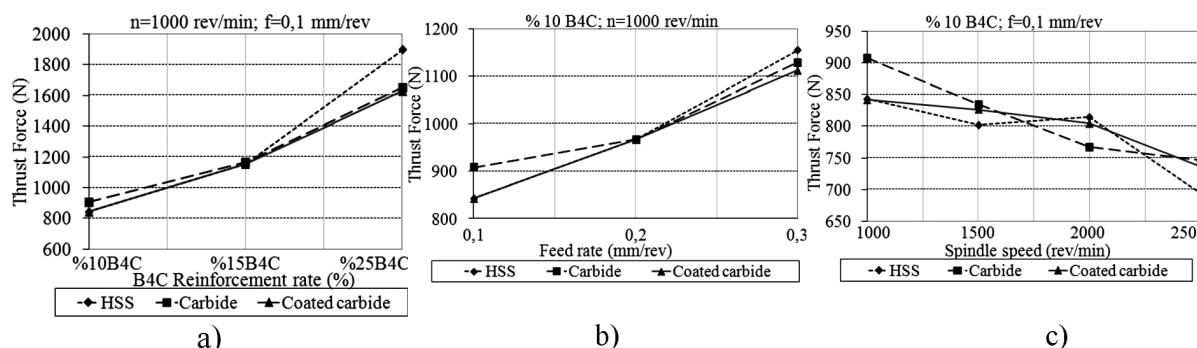 n=1000 rev/min; f=0,1 mm/rev
Thrust Force (N)
2000
1800
1600
1400
1200
1000
800
600
%10B4C %15B4C %25B4C
B4C Reinforcement rate (%)
HSS Carbide Coated carbide
a)
% 10 B4C; n=1000 rev/min
Thrust Force (N)
1200
1100
1000
900
800
0,1 0,2 0,3
Feed rate (mm/rev)
HSS Carbide Coated carbide
b)
% 10 B4C; f=0,1 mm/rev
Thrust Force (N)
950
900
850
800
750
700
650
1000 1500 2000 250
Spindle speed (rev/min)
HSS Carbide Coated carbide
c)